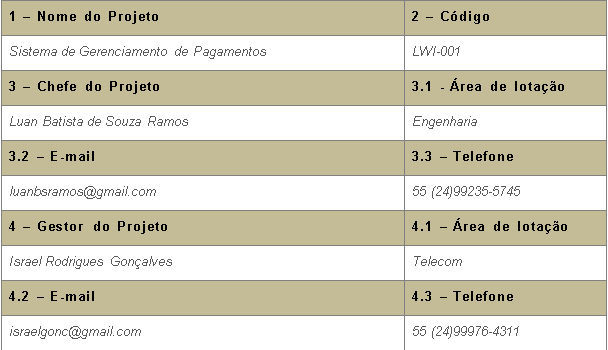 1 – Nome do Projeto
2 – Código
Sistema de Gerenciamento de Pagamentos
LWI-001
3 – Chefe do Projeto
3.1 - Área de lotação
Luan Batista de Souza Ramos
Engenharia
3.2 – E-mail
3.3 – Telefone
luanbsramos@gmail.com
55 (24)99235-5745
4 – Gestor do Projeto
4.1 – Área de lotação
Israel Rodrigues Gonçalves
Telecom
4.2 – E-mail
4.3 – Telefone
israelgonc@gmail.com
55 (24)99976-4311